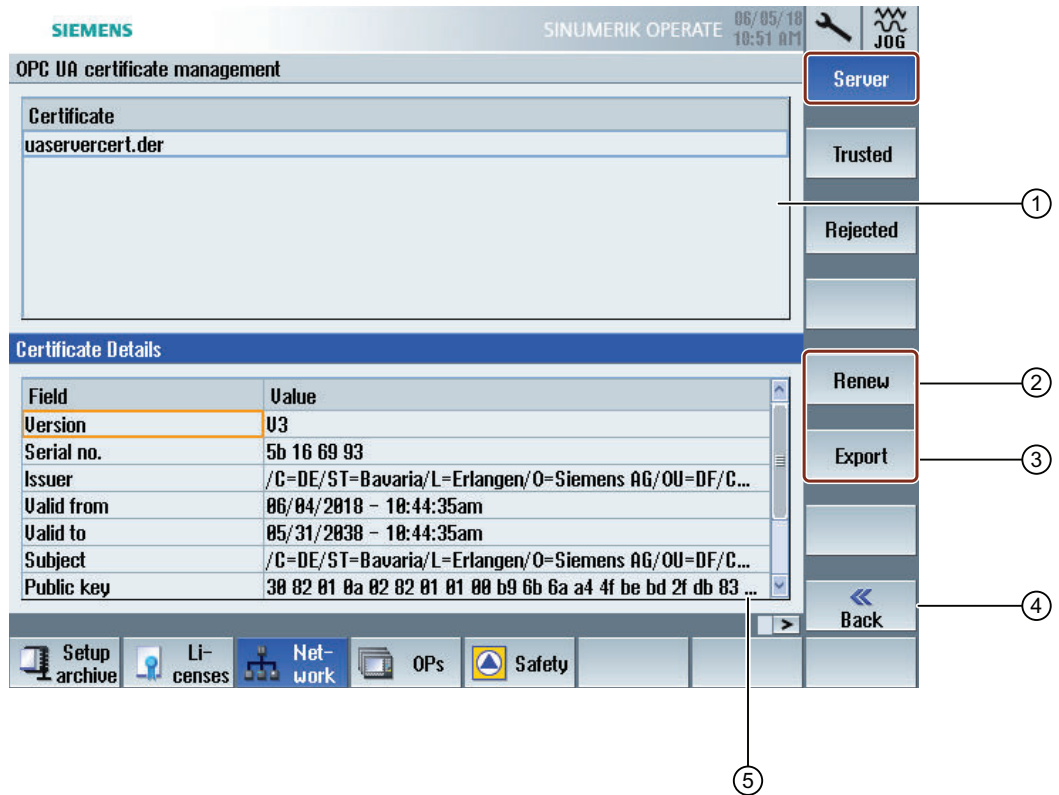 SIEMENS
SINUMERIK OPERATE
06/05/18
10:51 AM
JOG
OPC UA certificate management
Server
Certificate
uaservercert.der
Trusted
1
Rejected
Certificate Details
Renew
2
Field Value
Version V3
Serial no. 5b 16 69 93
Export
3
Issuer /C=DE/ST=Bavaria/L=Erlangen/O=Siemens AG/OU=DF/C...
Valid from 06/04/2018 - 10:44:35am
Valid to 05/31/2038 - 10:44:35am
Subject /C=DE/ST=Bavaria/L=Erlangen/O=Siemens AG/OU=DF/C...
Public key 30 82 01 0a 02 82 01 01 00 b9 6b 6a a4 4f be bd 2f db 83 ...
Back
4
>
Setup
archive
Li-
censes
Net-
work
OPs
Safety
5